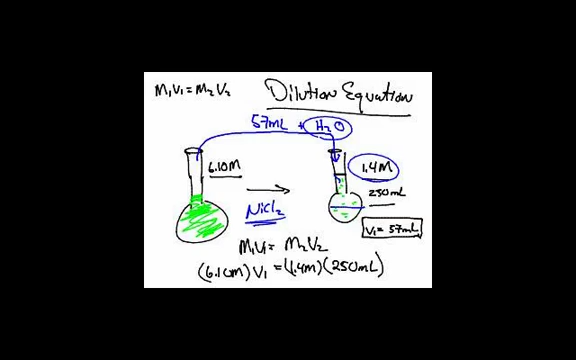 M₁V₁ = M₂V₂
Dilution Equation
57mL + H₂O
6.10M
1.4M
250mL
NiCl₂
V₁ = 57mL
M₁V₁ = M₂V₂
(6.10M) V₁ = (1.4M)(250mL)